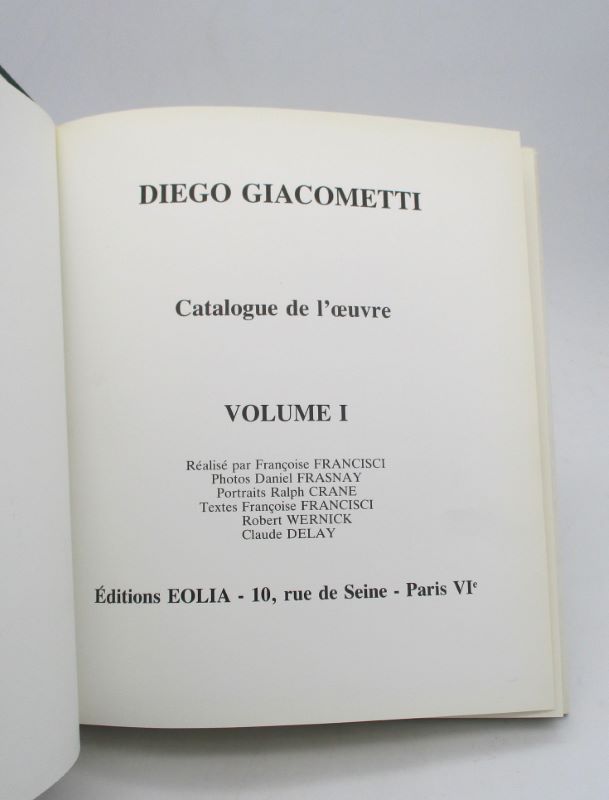 DIEGO GIACOMETTI
Catalogue de l'œuvre
VOLUME I
Réalisé par Françoise FRANCISCI
Photos Daniel FRASNAY
Portraits Ralph CRANE
Textes Françoise FRANCISCI
Robert WERNICK
Claude DELAY
Éditions EOLIA - 10, rue de Seine - Paris VIᵉ